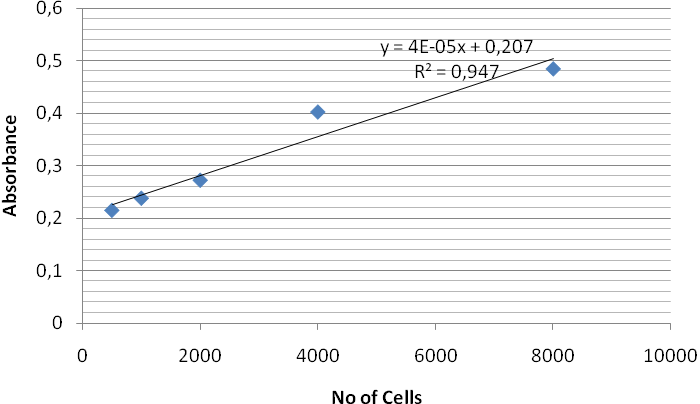 0,6
0,5
0,4
0,3
0,2
0,1
0
Absorbance
y = 4E-05x + 0,207
R² = 0,947
0 2000 4000 6000 8000 10000
No of Cells